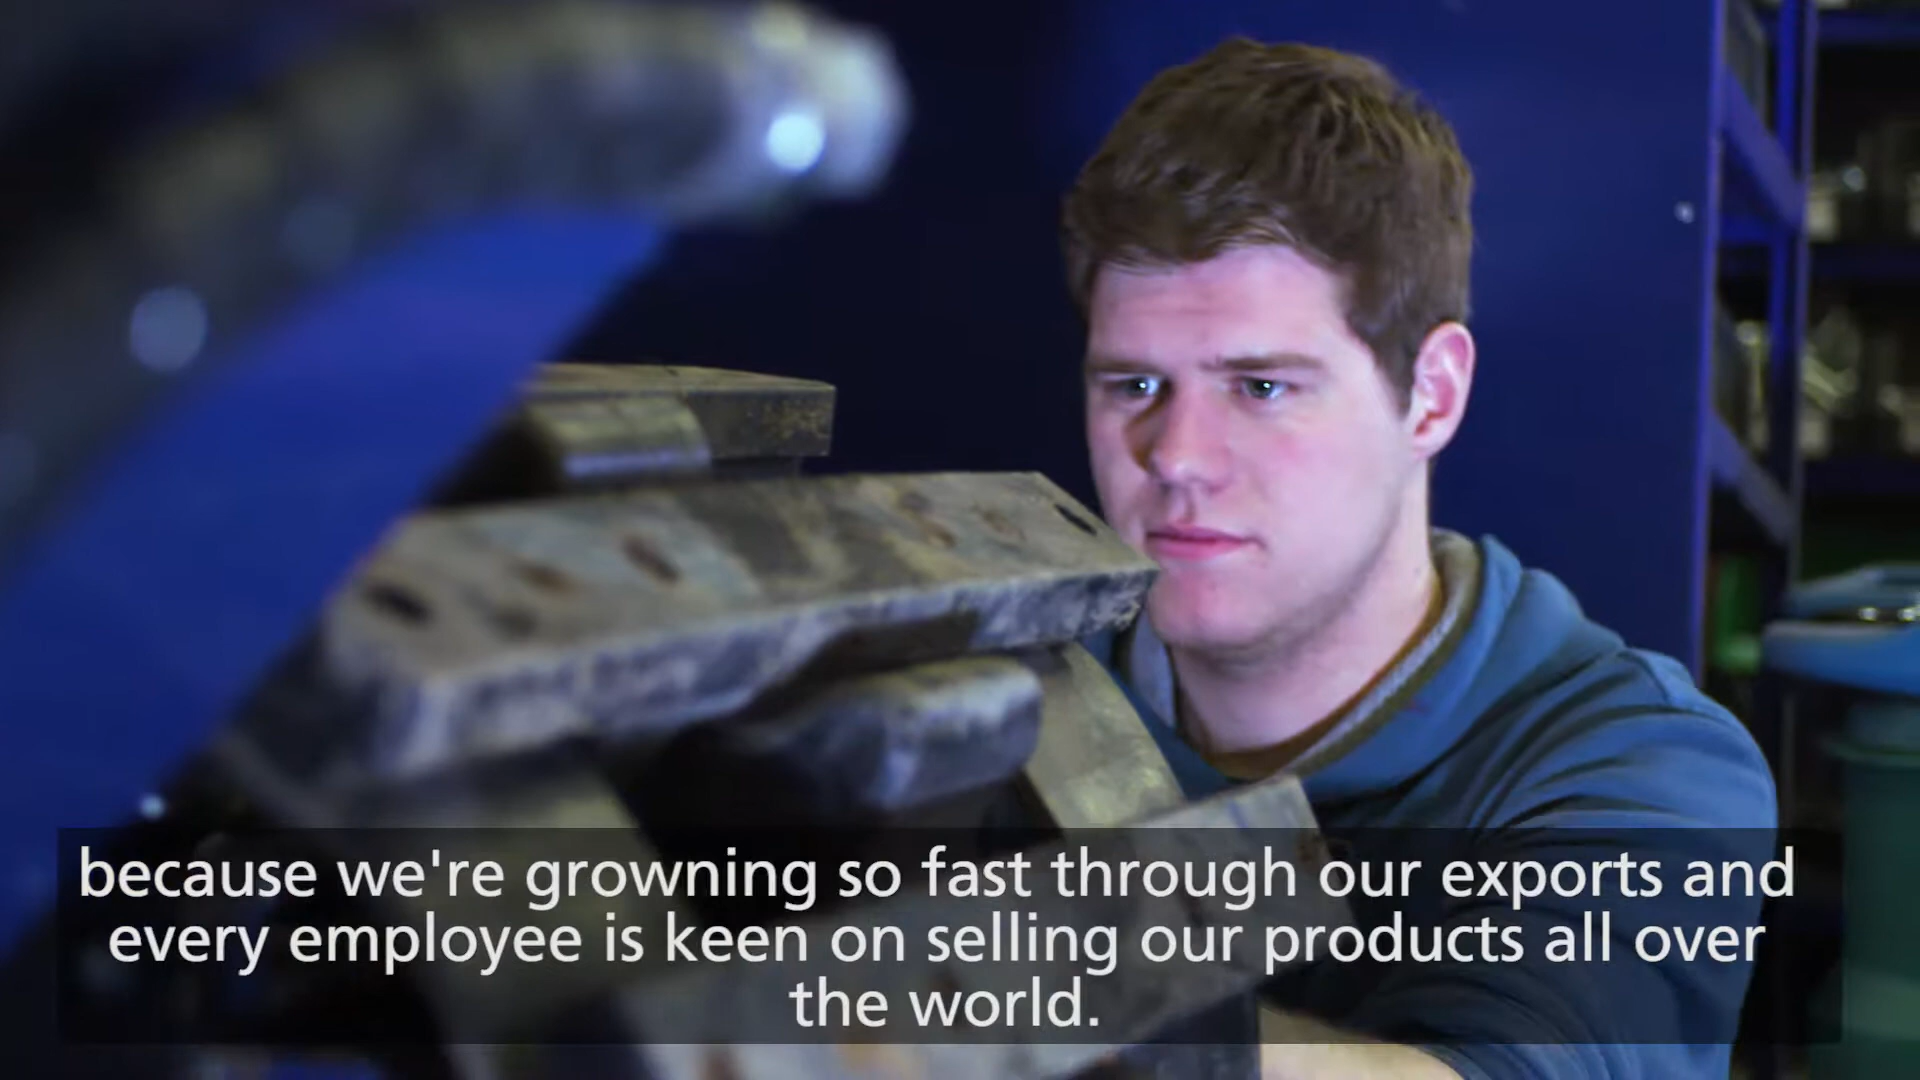 because we're growning so fast through our exports and
every employee is keen on selling our products all over
the world.